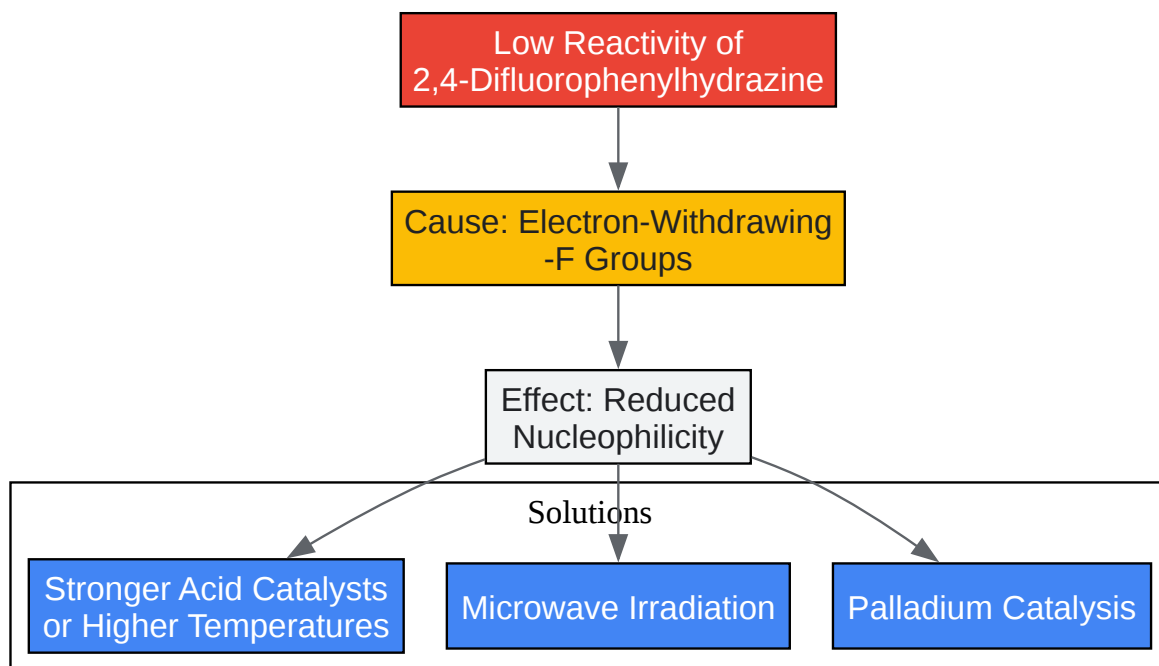 Low Reactivity of
2,4-Difluorophenylhydrazine
Cause: Electron-Withdrawing
-F Groups
Effect: Reduced
Nucleophilicity
Solutions
Stronger Acid Catalysts
or Higher Temperatures
Microwave Irradiation
Palladium Catalysis